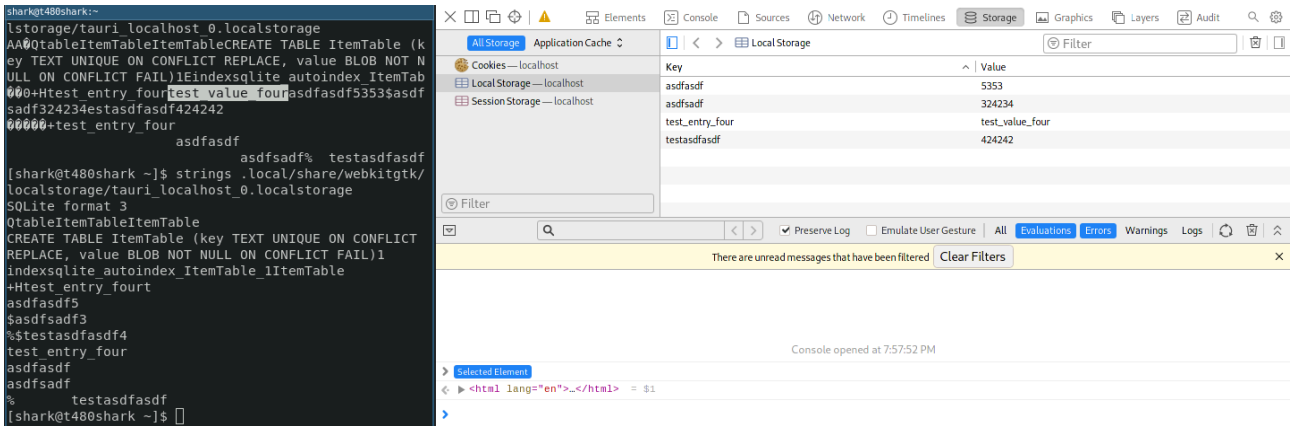 shark@t480shark:~
lstorage/tauri_localhost_0.localstorage
AA�QtableItemTableItemTableCREATE TABLE ItemTable (k
ey TEXT UNIQUE ON CONFLICT REPLACE, value BLOB NOT N
ULL ON CONFLICT FAIL)1Eindexsqlite_autoindex_ItemTab
��0+Htest_entry_fourtest_value_fourasdfasdf5353$asdf
sadf324234estasdfasdf424242
�����+test_entry_four
asdfasdf
asdfsadf% testasdfasdf
[shark@t480shark ~]$ strings .local/share/webkitgtk/
localstorage/tauri_localhost_0.localstorage
SQLite format 3
QtableItemTableItemTable
CREATE TABLE ItemTable (key TEXT UNIQUE ON CONFLICT
REPLACE, value BLOB NOT NULL ON CONFLICT FAIL)1
indexsqlite_autoindex_ItemTable_1ItemTable
+Htest_entry_fourt
asdfasdf5
$asdfsadf3
%$testasdfasdf4
test_entry_four
asdfasdf
asdfsadf
% testasdfasdf
[shark@t480shark ~]$
Elements Console Sources Network Timelines Storage Graphics Layers Audit
All Storage Application Cache Local Storage Filter
Cookies — localhost
Local Storage — localhost
Session Storage — localhost
Filter
Key Value
asdfasdf 5353
asdfsadf 324234
test_entry_four test_value_four
testasdfasdf 424242
Preserve Log Emulate User Gesture All Evaluations Errors Warnings Logs
There are unread messages that have been filtered Clear Filters
Console opened at 7:57:52 PM
Selected Element
<html lang="en">…</html> = $1